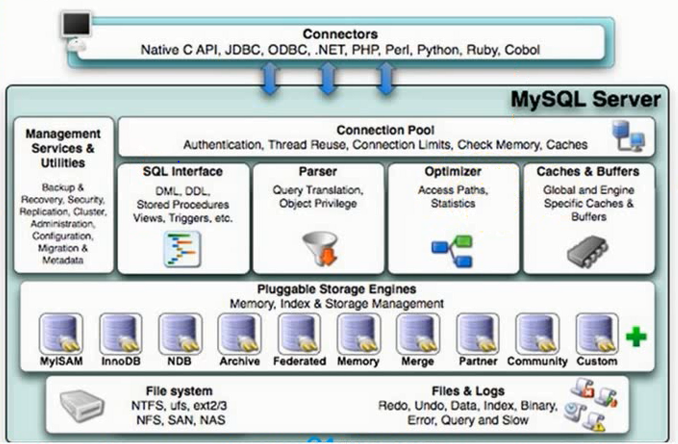 Connectors
Native C API, JDBC, ODBC, .NET, PHP, Perl, Python, Ruby, Cobol
MySQL Server
Management
Services &
Utilities
Backup &
Recovery, Security,
Replication, Cluster,
Administration,
Configuration,
Migration &
Metadata
Connection Pool
Authentication, Thread Reuse, Connection Limits, Check Memory, Caches
SQL Interface
DML, DDL,
Stored Procedures
Views, Triggers, etc.
Parser
Query Translation,
Object Privilege
Optimizer
Access Paths,
Statistics
Caches & Buffers
Global and Engine
Specific Caches &
Buffers
Pluggable Storage Engines
Memory, Index & Storage Management
MyISAM
InnoDB
NDB
Archive
Federated
Memory
Merge
Partner
Community
Custom
File system
NTFS, ufs, ext2/3
NFS, SAN, NAS
Files & Logs
Redo, Undo, Data, Index, Binary,
Error, Query and Slow